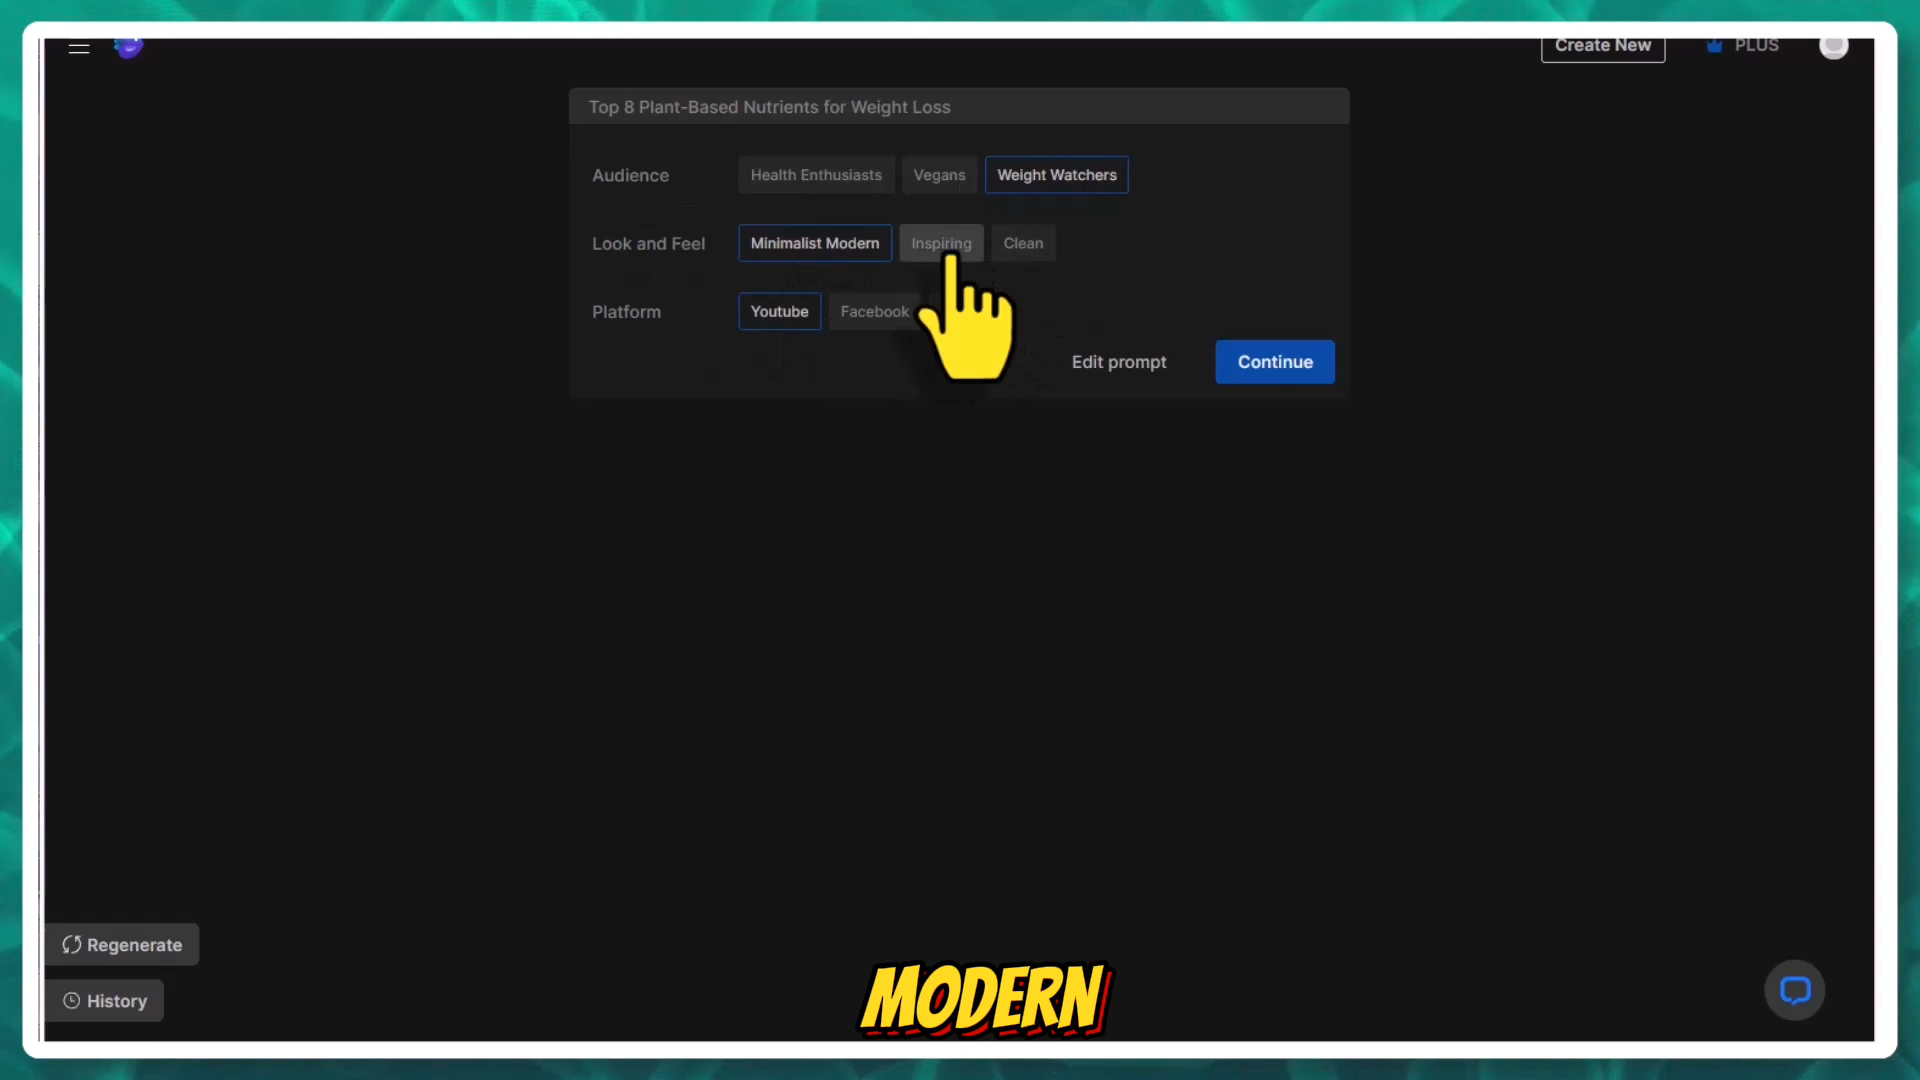 Create New PLUS
Top 8 Plant-Based Nutrients for Weight Loss
Audience Health Enthusiasts Vegans Weight Watchers
Look and Feel Minimalist Modern Inspiring Clean
Platform Youtube Facebook
Edit prompt Continue
Regenerate
History
MODERN